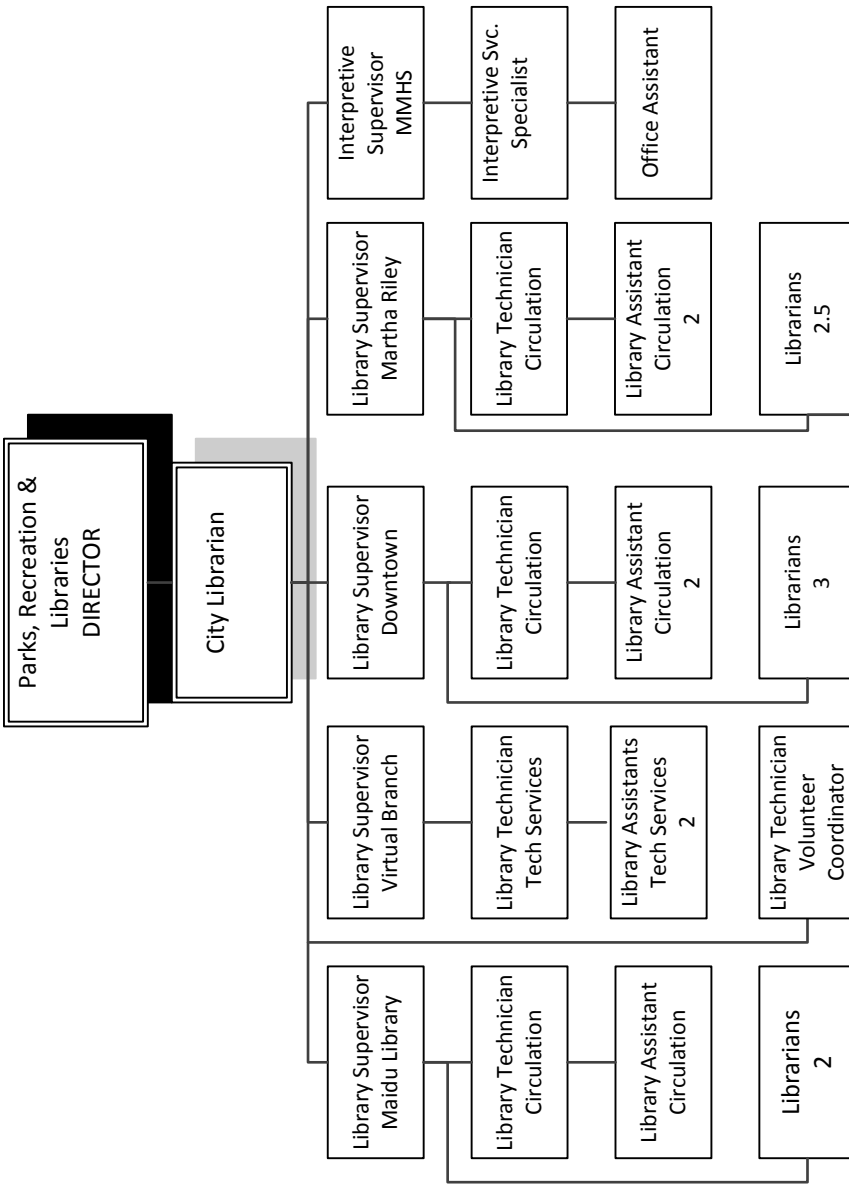 Parks, Recreation &
Libraries
DIRECTOR
City Librarian
Library Supervisor
Maidu Library
Library Technician
Circulation
Library Assistant
Circulation
Librarians
2
Library Supervisor
Virtual Branch
Library Technician
Tech Services
Library Assistants
Tech Services
2
Library Technician
Volunteer
Coordinator
Library Supervisor
Downtown
Library Technician
Circulation
Library Assistant
Circulation
2
Librarians
3
Library Supervisor
Martha Riley
Library Technician
Circulation
Library Assistant
Circulation
2
Librarians
2.5
Interpretive
Supervisor
MMHS
Interpretive Svc.
Specialist
Office Assistant